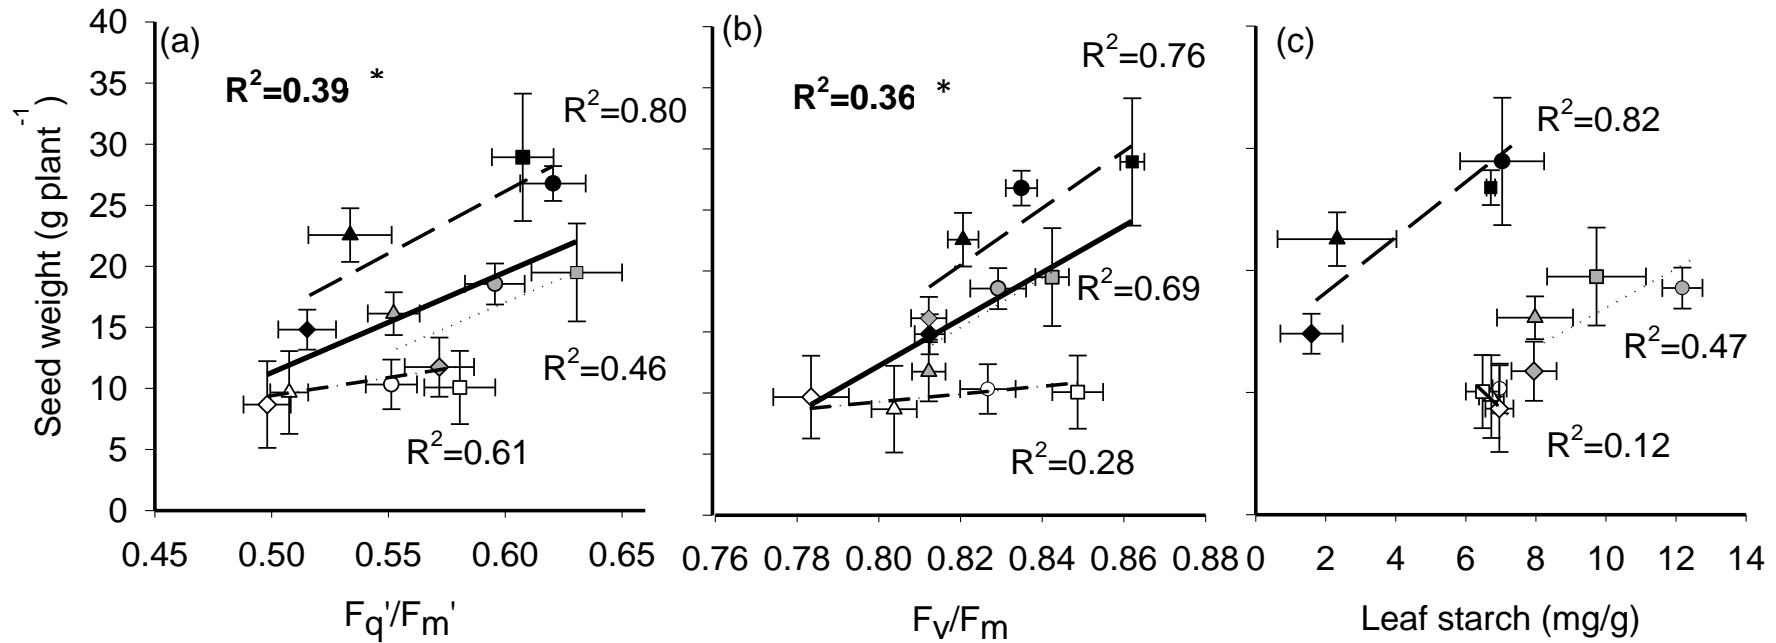 Seed weight (g plant⁻¹)
40
35
30
25
20
15
10
5
0
(a)
R²=0.39 *
R²=0.80
R²=0.46
R²=0.61
0.45 0.50 0.55 0.60 0.65
Fq'/Fm'
(b)
R²=0.76
R²=0.36 *
R²=0.69
R²=0.28
0.76 0.78 0.80 0.82 0.84 0.86 0.88
Fv/Fm
(c)
R²=0.82
R²=0.47
R²=0.12
0 2 4 6 8 10 12 14
Leaf starch (mg/g)